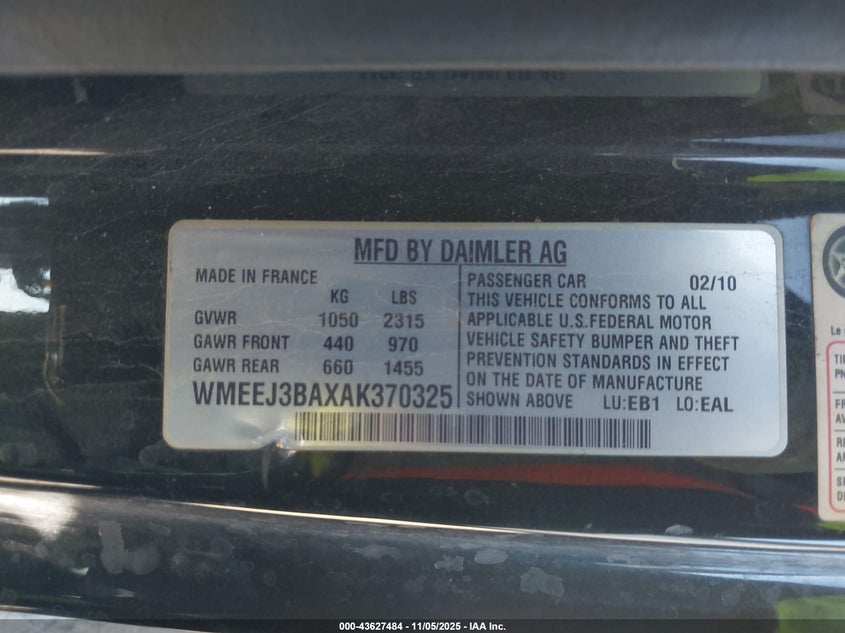 MFD BY DAIMLER AG
MADE IN FRANCE
KG LBS
GVWR 1050 2315
GAWR FRONT 440 970
GAWR REAR 660 1455
WMEEJ3BAXAK370325
PASSENGER CAR 02/10
THIS VEHICLE CONFORMS TO ALL
APPLICABLE U.S.FEDERAL MOTOR
VEHICLE SAFETY BUMPER AND THEFT
PREVENTION STANDARDS IN EFFECT
ON THE DATE OF MANUFACTURE
SHOWN ABOVE LU:EB1 LO:EAL
Le
000-43627484 — 11/05/2025 — IAA Inc.